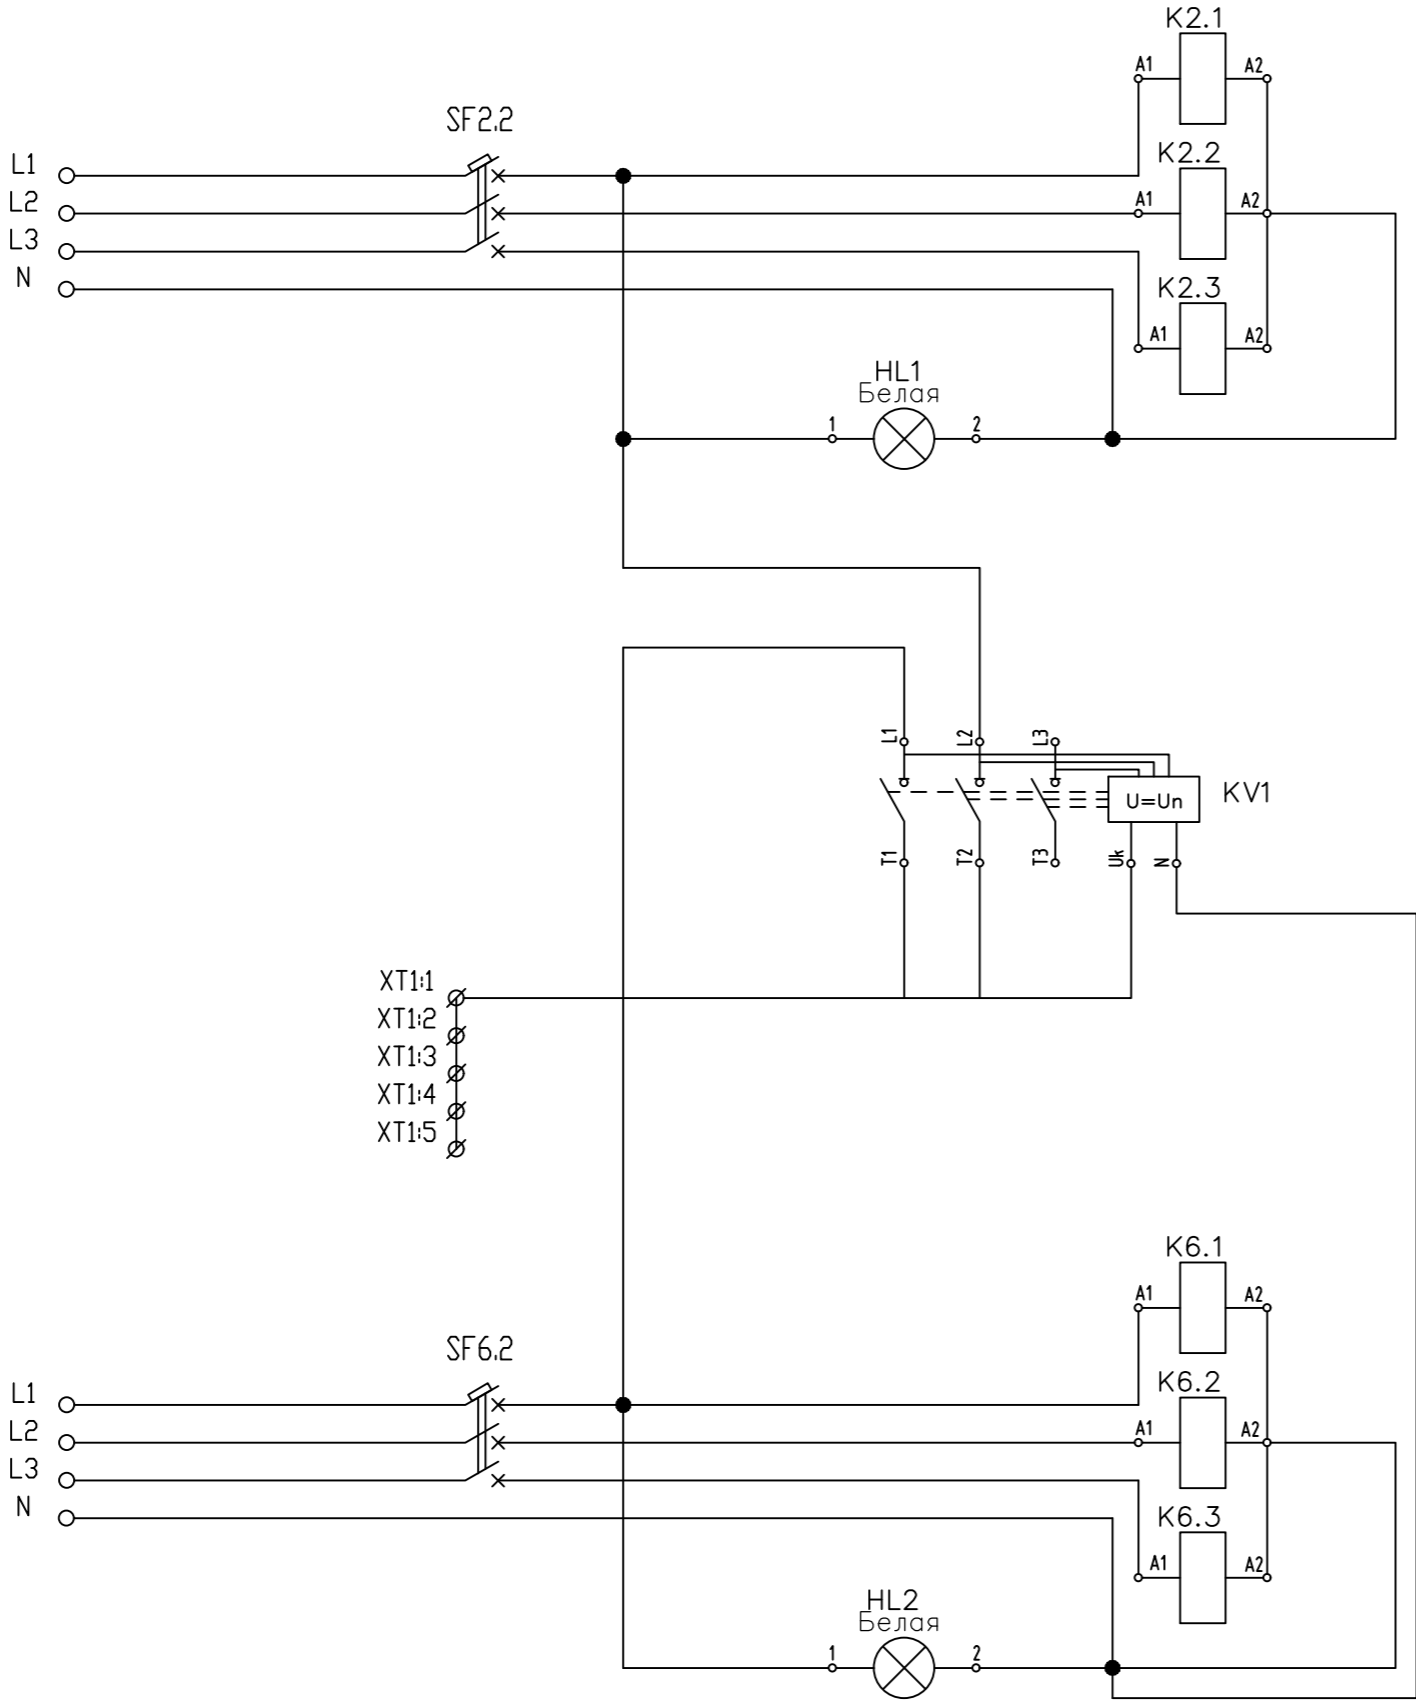 K2.1
A1 A2
SF2.2
L1
K2.2
L2
A1 A2
L3
N
K2.3
A1 A2
HL1
Белая
1 2
L1 L2 L3
U=Un
KV1
T1 T2 T3 Uk N
XT1:1
XT1:2
XT1:3
XT1:4
XT1:5
K6.1
A1 A2
SF6.2
L1
K6.2
L2
A1 A2
L3
N
K6.3
A1 A2
HL2
Белая
1 2